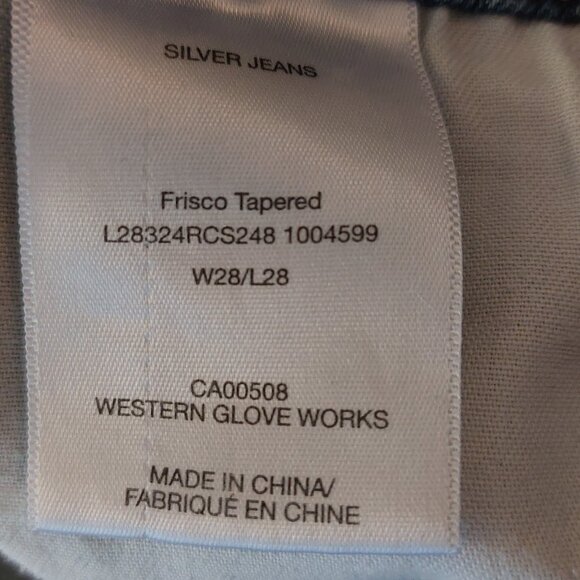 SILVER JEANS
Frisco Tapered
L28324RCS248 1004599
W28/L28
CA00508
WESTERN GLOVE WORKS
MADE IN CHINA/
FABRIQUÉ EN CHINE